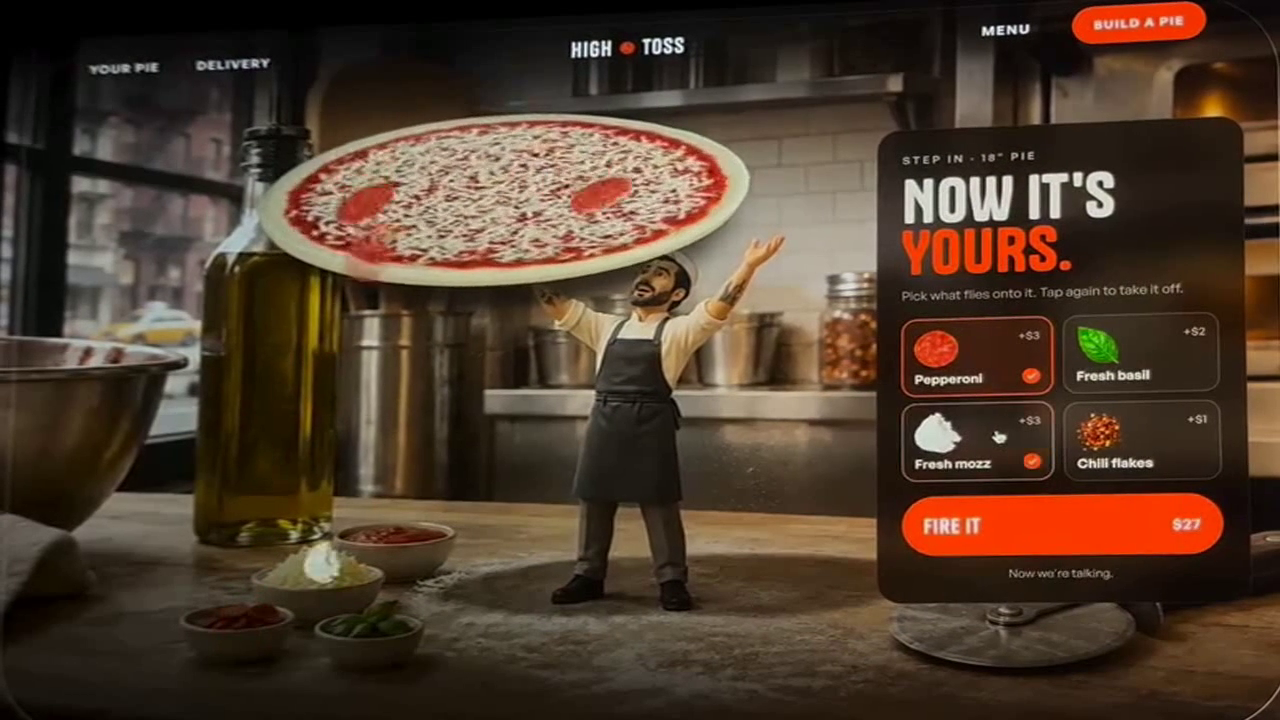 YOUR PIE
DELIVERY
HIGH TOSS
MENU
BUILD A PIE
STEP IN - 18" PIE
NOW IT'S
YOURS.
Pick what flies onto it. Tap again to take it off.
+$3
Pepperoni
+$2
Fresh basil
+$3
Fresh mozz
+$1
Chili flakes
FIRE IT
$27
Now we're talking.